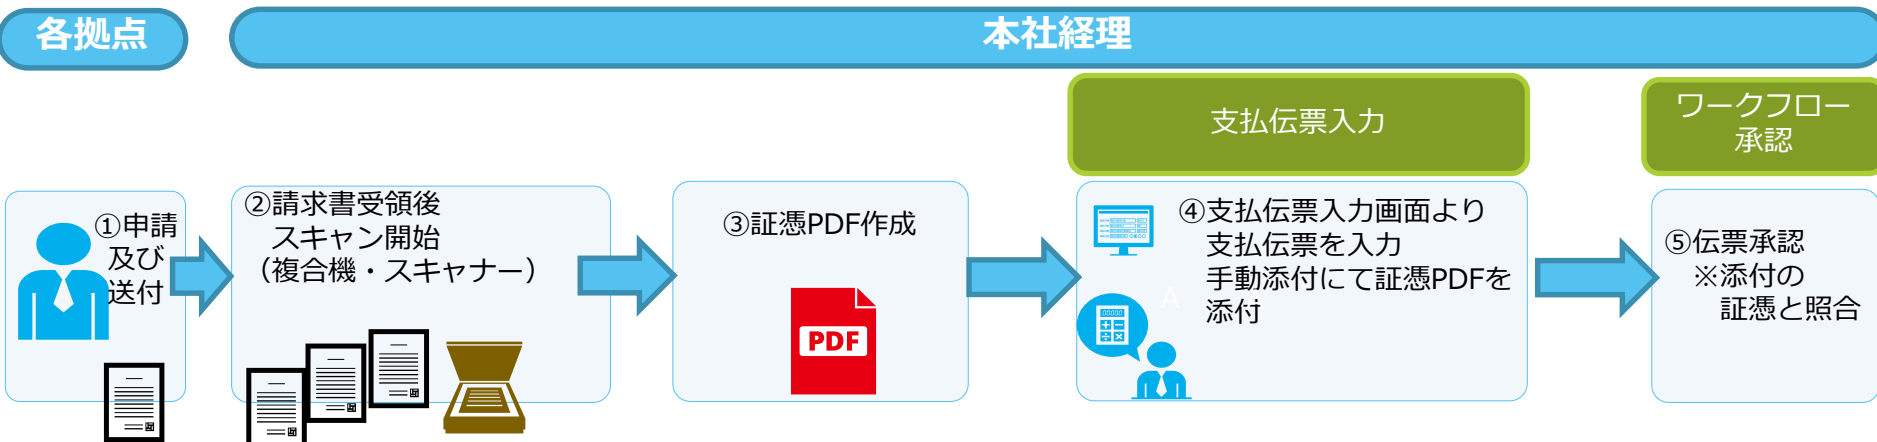 各拠点
本社経理
支払伝票入力
ワークフロー
承認
①申請
及び
送付
②請求書受領後
スキャン開始
（複合機・スキャナー）
③証憑PDF作成
PDF
④支払伝票入力画面より
支払伝票を入力
手動添付にて証憑PDFを
添付
A
⑤伝票承認
※添付の
証憑と照合